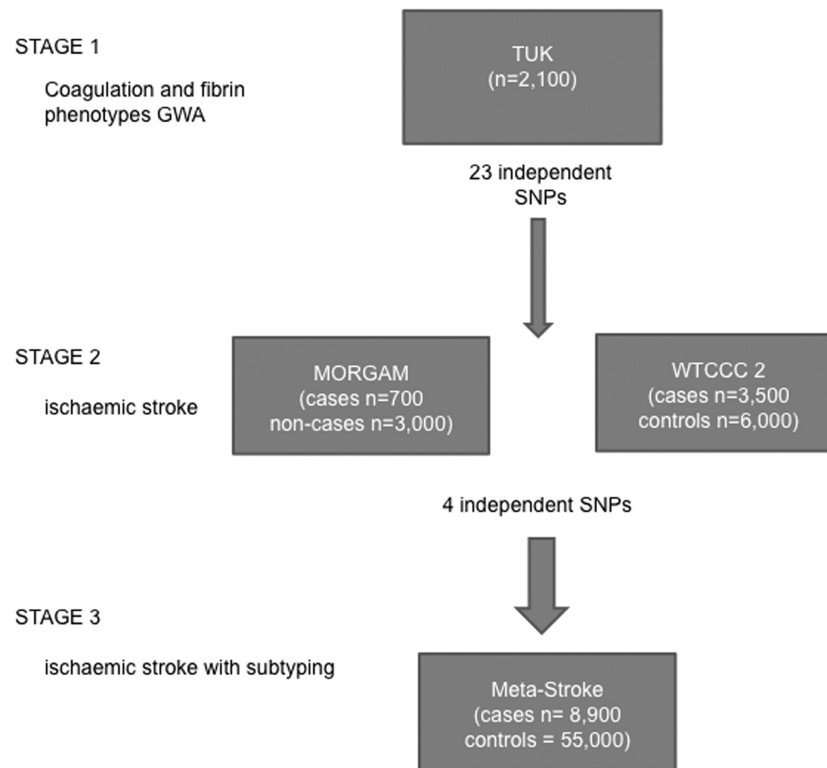 STAGE 1
Coagulation and fibrin
phenotypes GWA
TUK
(n=2,100)
23 independent
SNPs
STAGE 2
ischaemic stroke
MORGAM
(cases n=700
non-cases n=3,000)
WTCCC 2
(cases n=3,500
controls n=6,000)
4 independent SNPs
STAGE 3
ischaemic stroke with subtyping
Meta-Stroke
(cases n= 8,900
controls = 55,000)